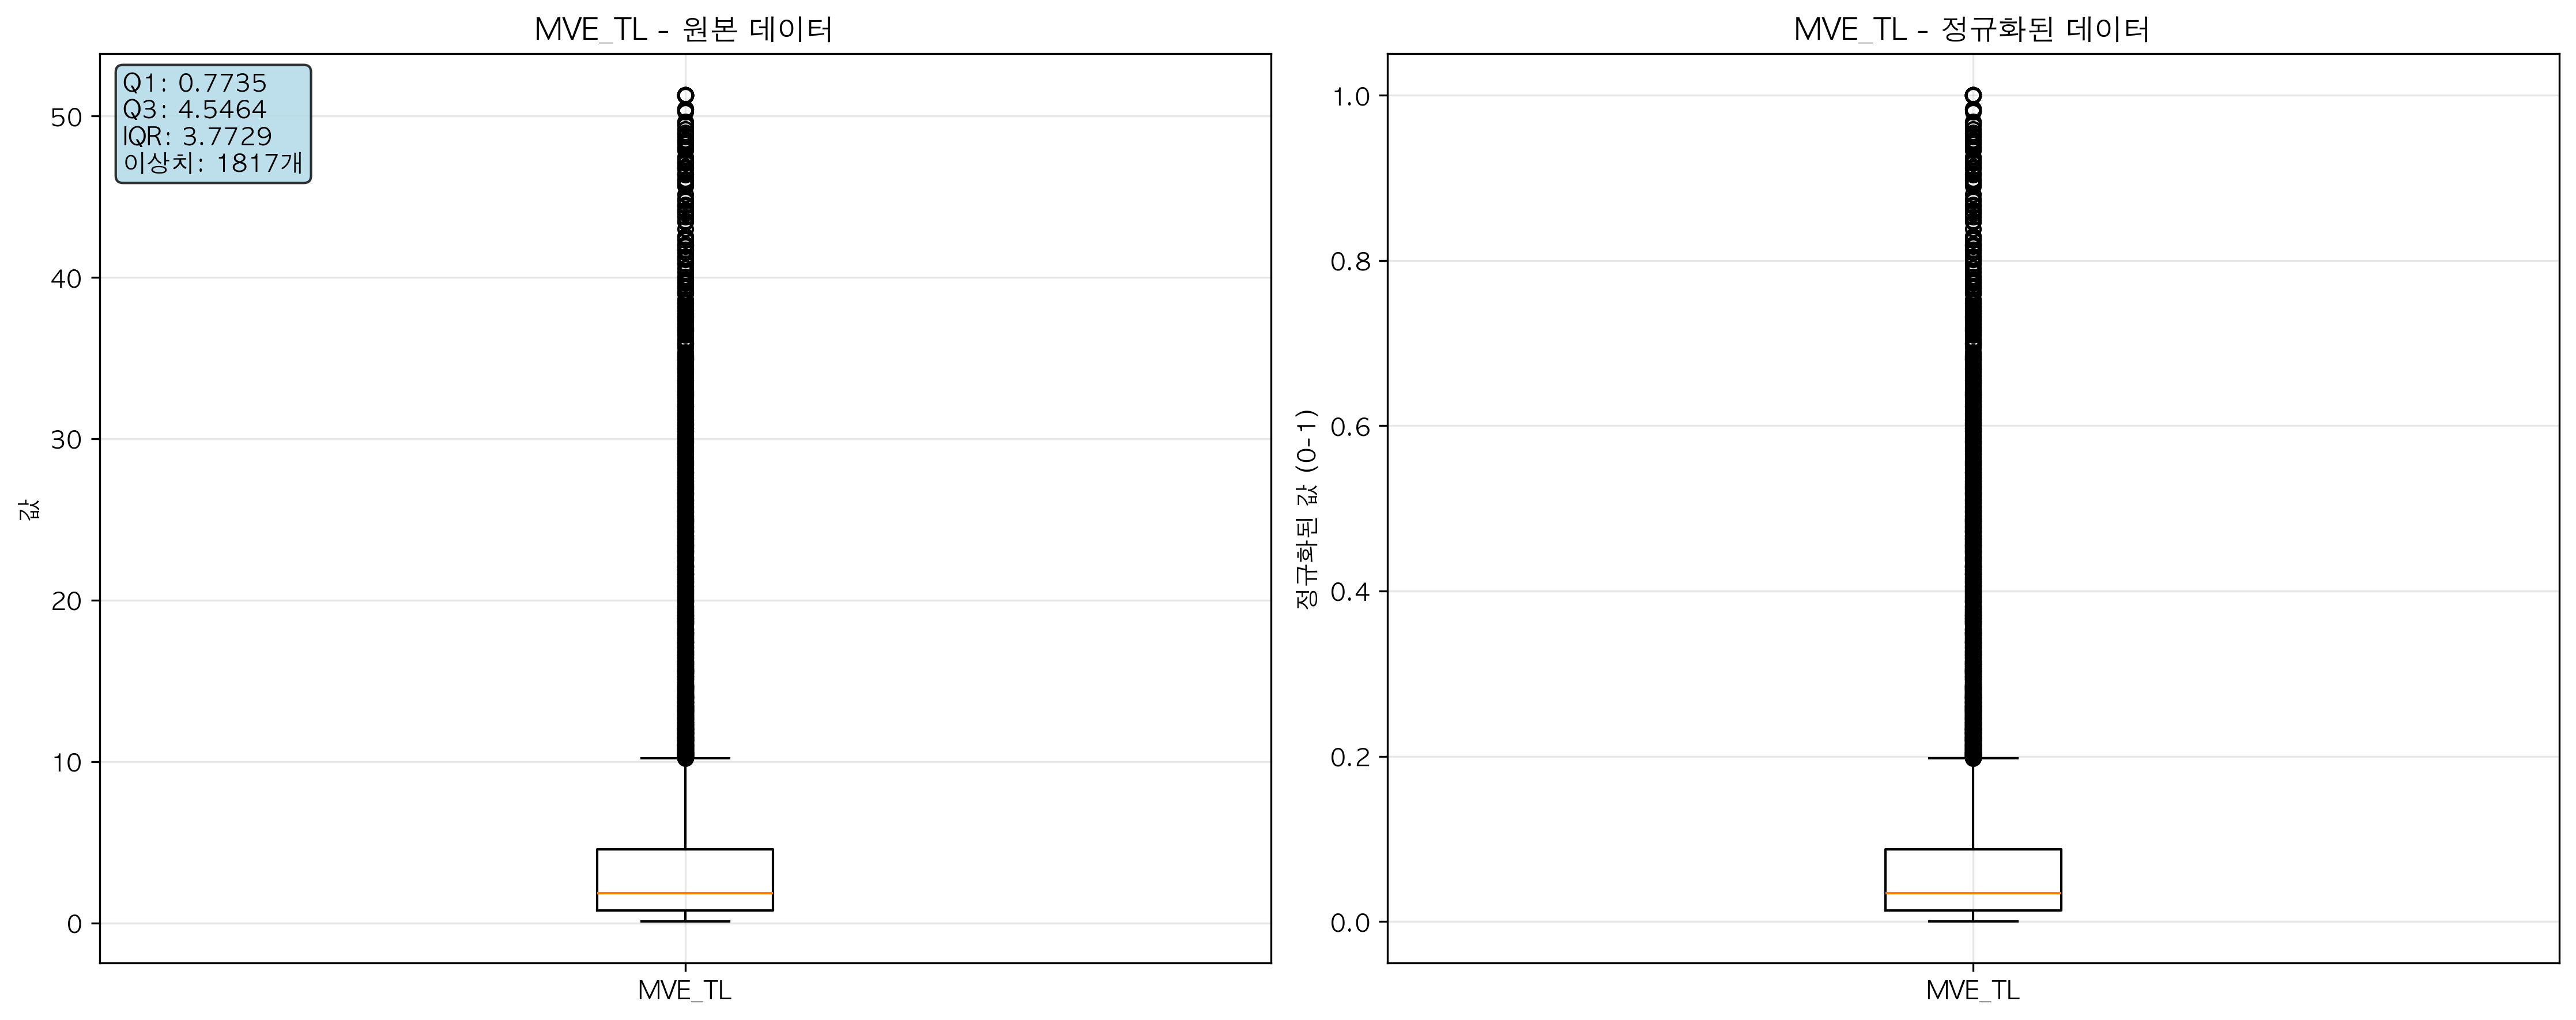 MVE_TL - 원본 데이터
Q1: 0.7735
Q3: 4.5464
IQR: 3.7729
이상치: 1817개
값
50
40
30
20
10
0
MVE_TL
MVE_TL - 정규화된 데이터
정규화된 값 (0-1)
1.0
0.8
0.6
0.4
0.2
0.0
MVE_TL